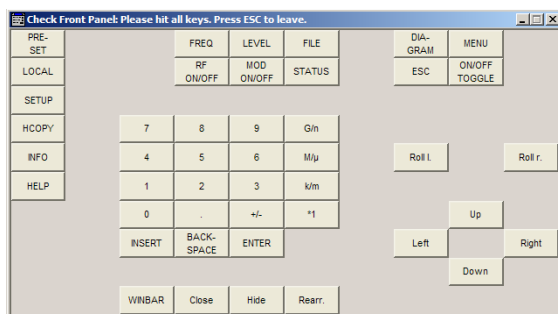 Check Front Panel: Please hit all keys. Press ESC to leave.
PRE-
SET
FREQ
LEVEL
FILE
DIA-
GRAM
MENU
LOCAL
RF
ON/OFF
MOD
ON/OFF
STATUS
ESC
ON/OFF
TOGGLE
SETUP
HCOPY
7
8
9
G/n
INFO
4
5
6
M/µ
Roll l.
Roll r.
HELP
1
2
3
k/m
0
.
+/-
*1
Up
INSERT
BACK-
SPACE
ENTER
Left
Right
Down
WINBAR
Close
Hide
Rearr.